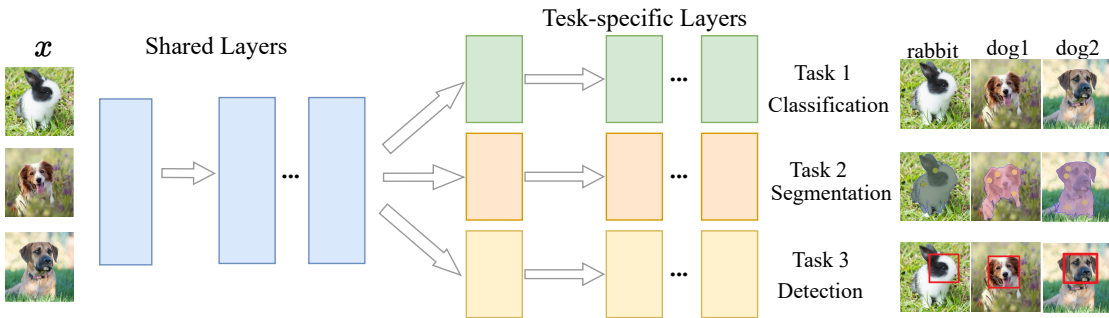 x
Shared Layers
...
Tesk-specific Layers
...
...
...
Task 1
Classification
Task 2
Segmentation
Task 3
Detection
rabbit dog1 dog2